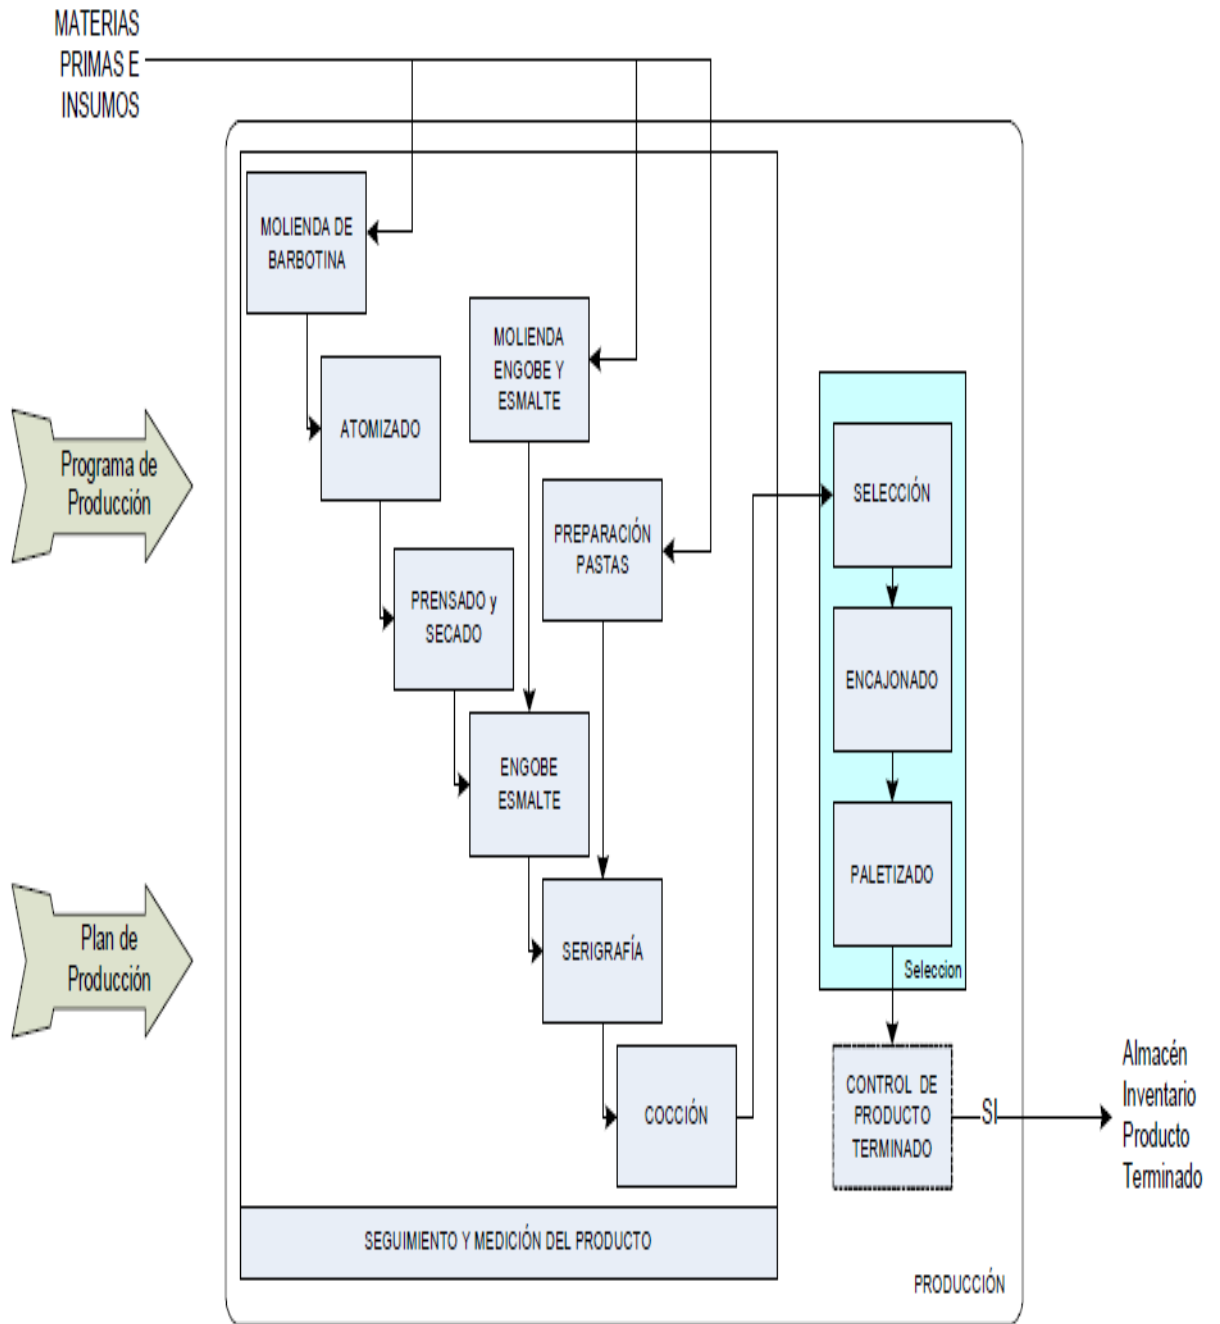 MATERIAS
PRIMAS E
INSUMOS
MOLIENDA DE
BARBOTINA
MOLIENDA
ENGOBE Y
ESMALTE
ATOMIZADO
Programa de
Producción
SELECCIÓN
PREPARACIÓN
PASTAS
PRENSADO y
SECADO
ENCAJONADO
ENGOBE
ESMALTE
PALETIZADO
Plan de
Producción
SERIGRAFÍA
Seleccion
COCCIÓN
CONTROL DE
PRODUCTO
TERMINADO
SI
Almacén
Inventario
Producto
Terminado
SEGUIMIENTO Y MEDICIÓN DEL PRODUCTO
PRODUCCIÓN